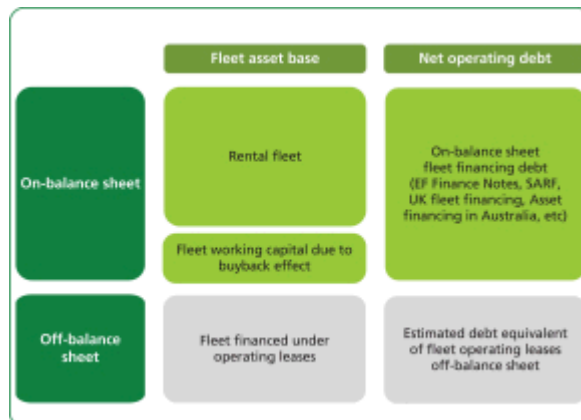 Fleet asset base
Net operating debt
On-balance sheet
Rental fleet
Fleet working capital due to
buyback effect
On-balance sheet
fleet financing debt
(EF Finance Notes, SARF,
UK fleet financing, Asset
financing in Australia, etc)
Off-balance
sheet
Fleet financed under
operating leases
Estimated debt equivalent
of fleet operating leases
off-balance sheet